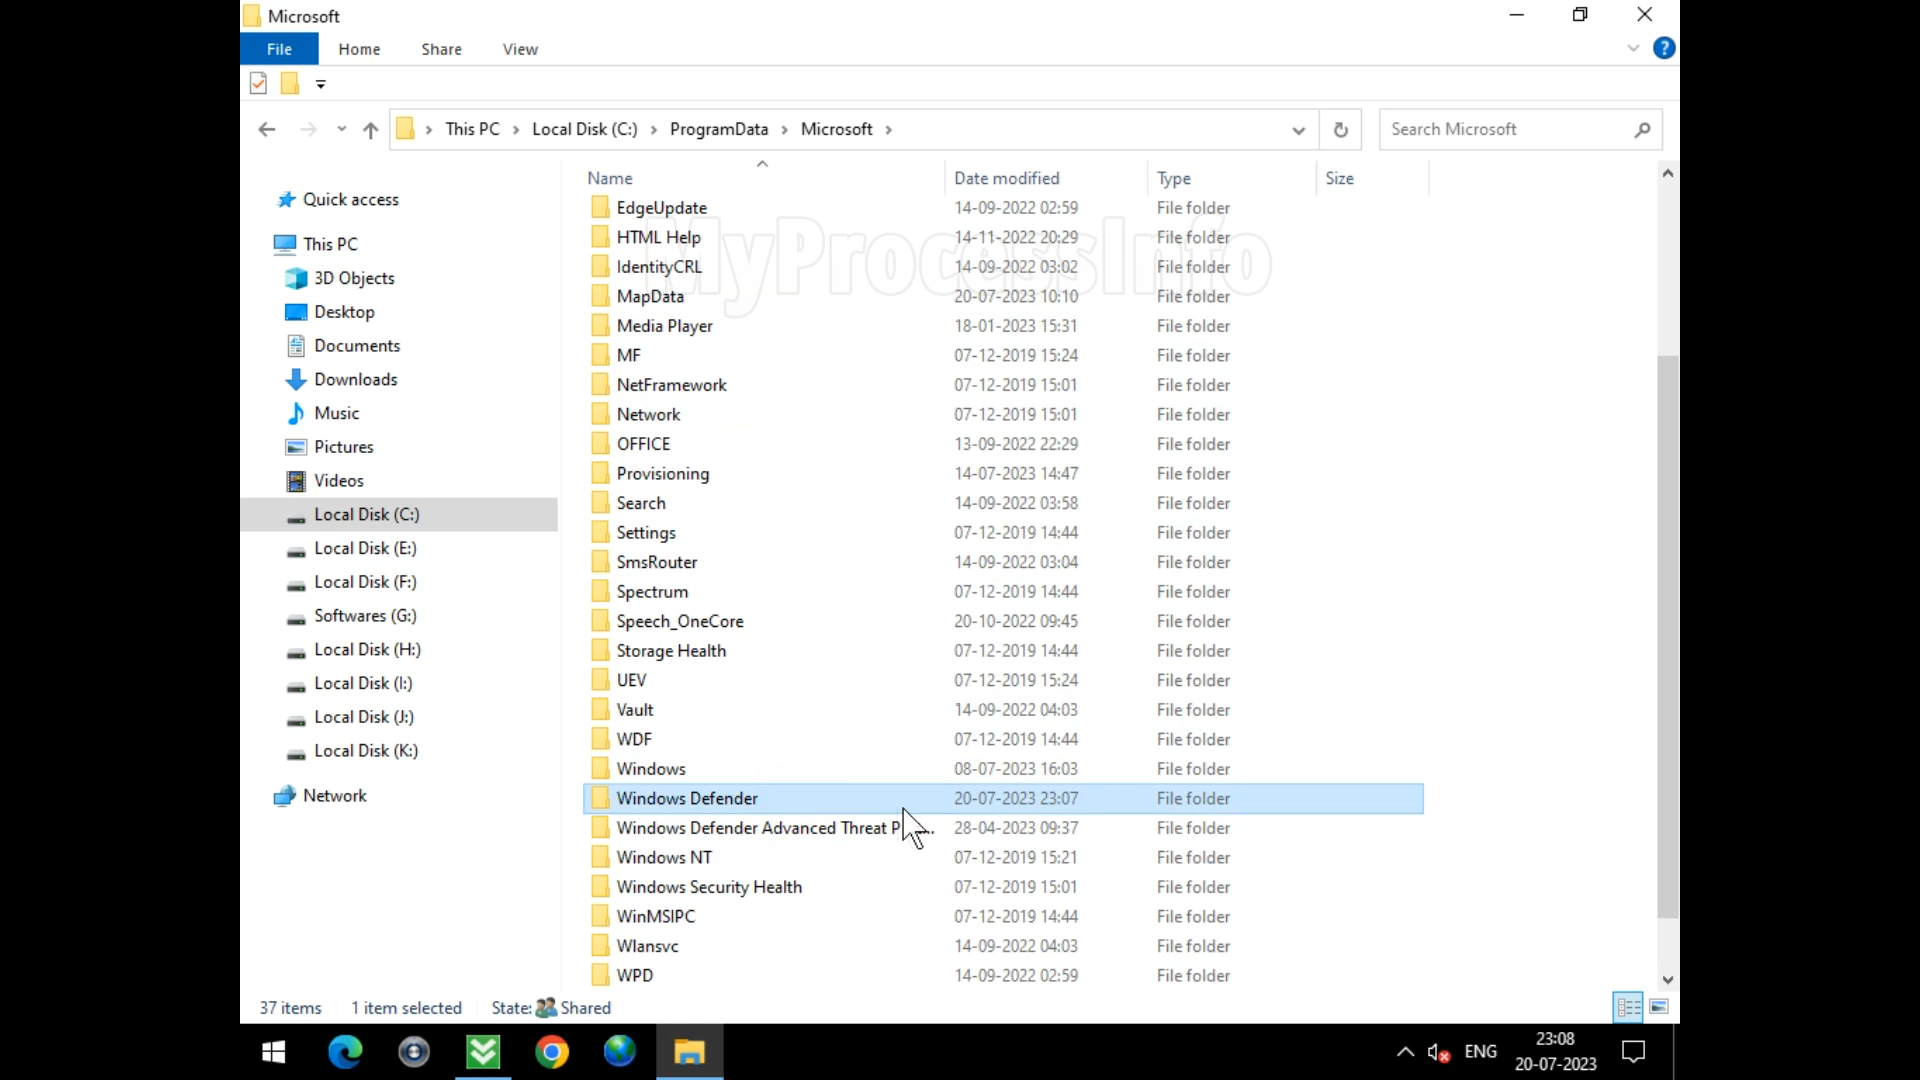 Microsoft
File Home Share View
This PC Local Disk (C:) ProgramData Microsoft
Search Microsoft
Quick access
This PC
3D Objects
Desktop
Documents
Downloads
Music
Pictures
Videos
Local Disk (C:)
Local Disk (E:)
Local Disk (F:)
Softwares (G:)
Local Disk (H:)
Local Disk (I:)
Local Disk (J:)
Local Disk (K:)
Network
Name Date modified Type Size
EdgeUpdate 14-09-2022 02:59 File folder
HTML Help 14-11-2022 20:29 File folder
MyProcessInfo
IdentityCRL 14-09-2022 03:02 File folder
MapData 20-07-2023 10:10 File folder
Media Player 18-01-2023 15:31 File folder
MF 07-12-2019 15:24 File folder
NetFramework 07-12-2019 15:01 File folder
Network 07-12-2019 15:01 File folder
OFFICE 13-09-2022 22:29 File folder
Provisioning 14-07-2023 14:47 File folder
Search 14-09-2022 03:58 File folder
Settings 07-12-2019 14:44 File folder
SmsRouter 14-09-2022 03:04 File folder
Spectrum 07-12-2019 14:44 File folder
Speech_OneCore 20-10-2022 09:45 File folder
Storage Health 07-12-2019 14:44 File folder
UEV 07-12-2019 15:24 File folder
Vault 14-09-2022 04:03 File folder
WDF 07-12-2019 14:44 File folder
Windows 08-07-2023 16:03 File folder
Windows Defender 20-07-2023 23:07 File folder
Windows Defender Advanced Threat P... 28-04-2023 09:37 File folder
Windows NT 07-12-2019 15:21 File folder
Windows Security Health 07-12-2019 15:01 File folder
WinMSIPC 07-12-2019 14:44 File folder
Wlansvc 14-09-2022 04:03 File folder
WPD 14-09-2022 02:59 File folder
37 items 1 item selected State: Shared
ENG 23:08
20-07-2023